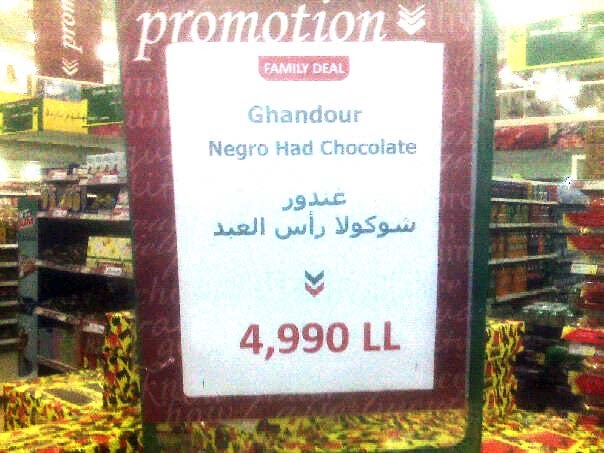 promotion
FAMILY DEAL
Ghandour
Negro Had Chocolate
غندور
شوكولا رأس العبد
4,990 LL